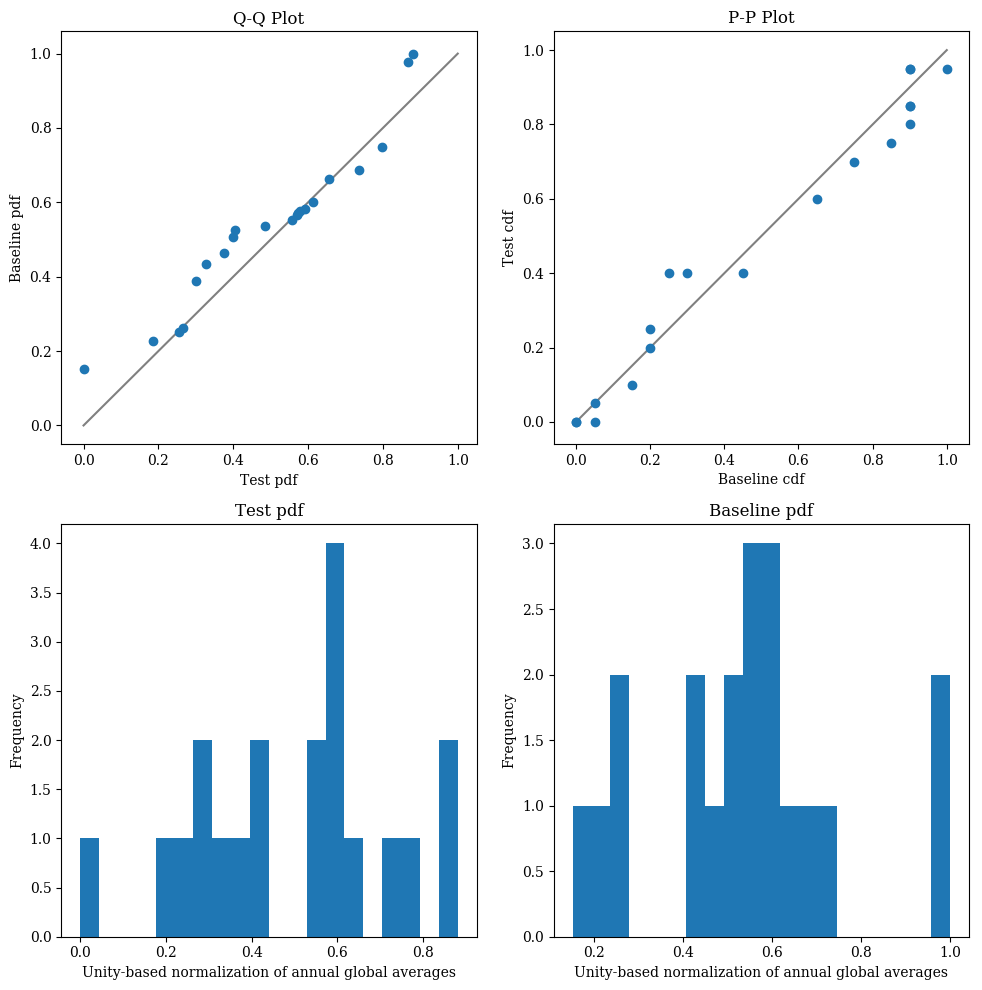 Q-Q Plot
1.0
0.8
0.6
0.4
0.2
0.0
Baseline pdf
0.0 0.2 0.4 0.6 0.8 1.0
Test pdf
P-P Plot
1.0
0.8
0.6
0.4
0.2
0.0
Test cdf
0.0 0.2 0.4 0.6 0.8 1.0
Baseline cdf
Test pdf
4.0
3.5
3.0
2.5
2.0
1.5
1.0
0.5
0.0
Frequency
0.0 0.2 0.4 0.6 0.8
Unity-based normalization of annual global averages
Baseline pdf
3.0
2.5
2.0
1.5
1.0
0.5
0.0
Frequency
0.2 0.4 0.6 0.8 1.0
Unity-based normalization of annual global averages